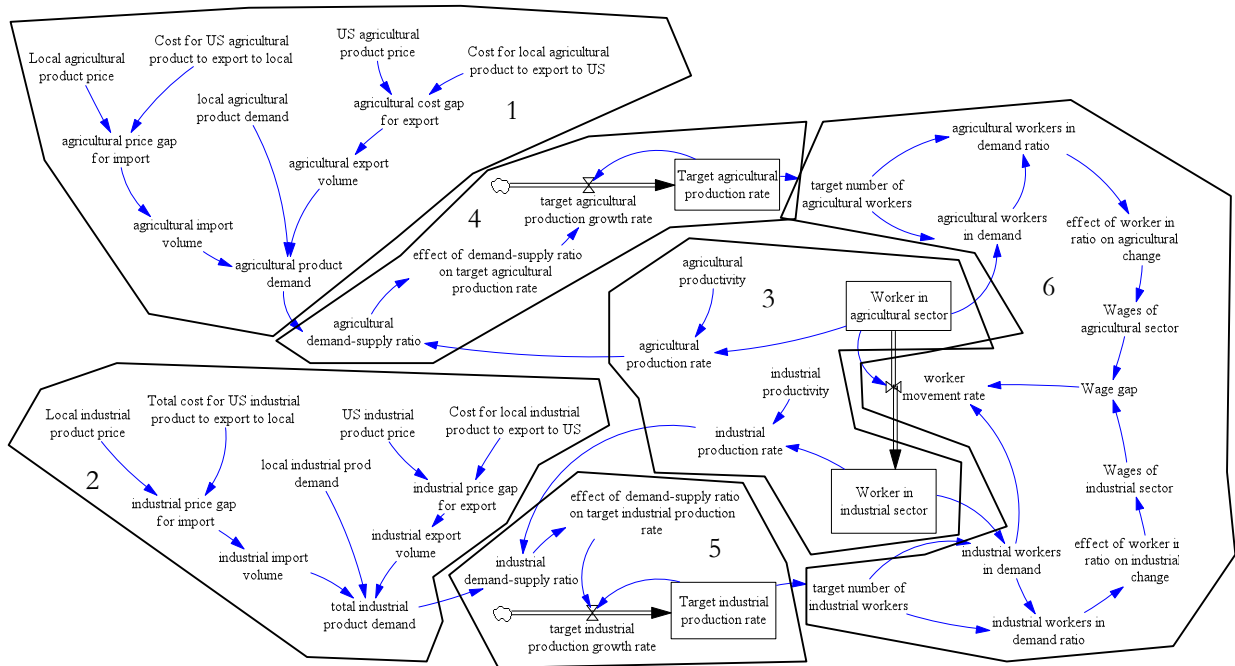 Local agricultural
product price
Cost for US agricultural
product to export to local
US agricultural
product price
Cost for local agricultural
product to export to US
local agricultural
product demand
agricultural cost gap
for export
1
agricultural price gap
for import
agricultural export
volume
agricultural import
volume
agricultural product
demand
4
Target agricultural
production rate
target agricultural
production growth rate
effect of demand-supply ratio
on target agricultural
production rate
agricultural
demand-supply ratio
agricultural workers in
demand ratio
target number of
agricultural workers
agricultural workers
in demand
effect of worker in
ratio on agricultural
change
6
Wages of
agricultural sector
Wage gap
Wages of
industrial sector
effect of worker in
ratio on industrial
change
agricultural
productivity
3
Worker in
agricultural sector
agricultural
production rate
industrial
productivity
worker
movement rate
industrial
production rate
Worker in
industrial sector
industrial workers
in demand
target number of
industrial workers
industrial workers in
demand ratio
Local industrial
product price
Total cost for US industrial
product to export to local
US industrial
product price
Cost for local industrial
product to export to US
2
local industrial prod
demand
industrial price gap
for import
industrial price gap
for export
industrial import
volume
industrial export
volume
total industrial
product demand
effect of demand-supply ratio
on target industrial production
rate
5
industrial
demand-supply ratio
target industrial
production growth rate
Target industrial
production rate